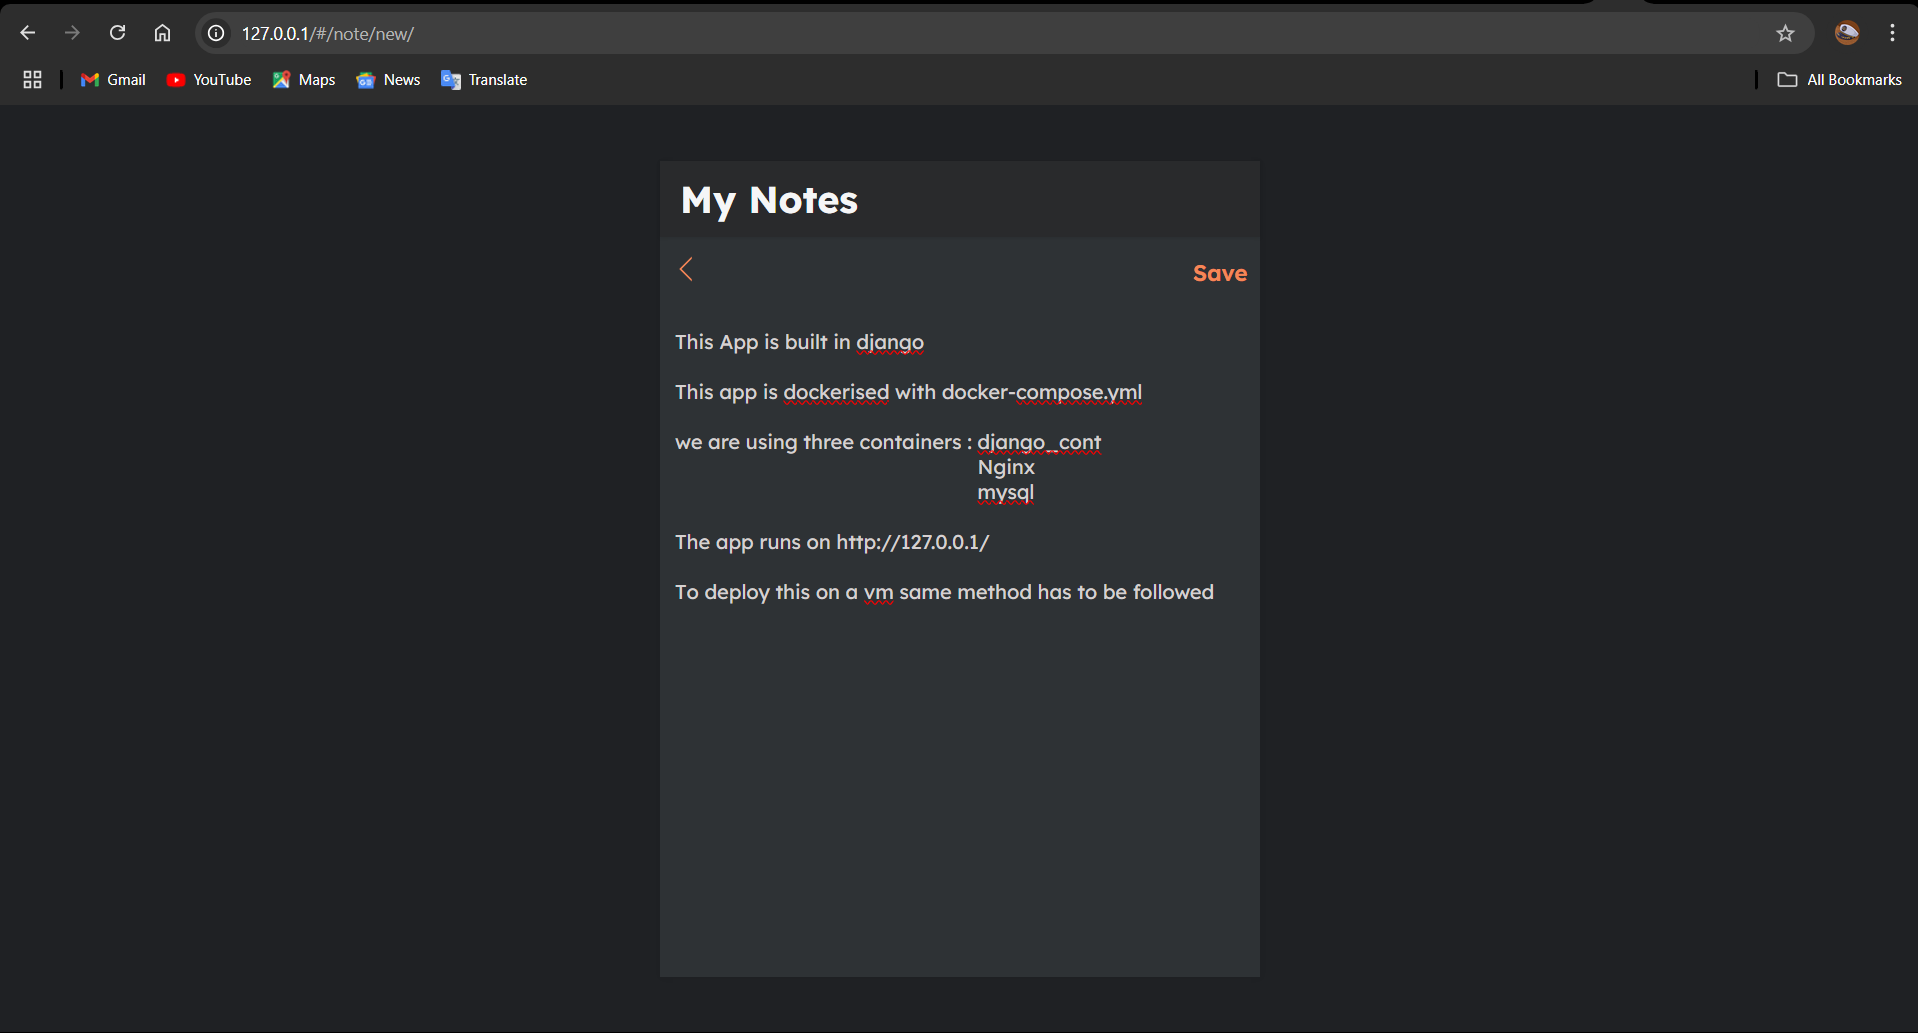 127.0.0.1/#/note/new/
Gmail YouTube Maps News Translate All Bookmarks
My Notes
Save
This App is built in django
This app is dockerised with docker-compose.yml
we are using three containers : django_cont
Nginx
mysql
The app runs on http://127.0.0.1/
To deploy this on a vm same method has to be followed